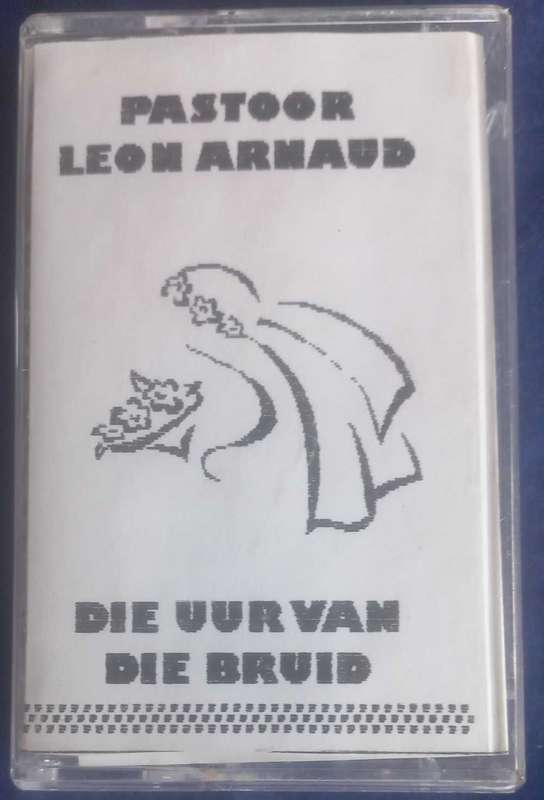 PASTOOR
LEON ARNAUD
DIE UUR VAN
DIE BRUID